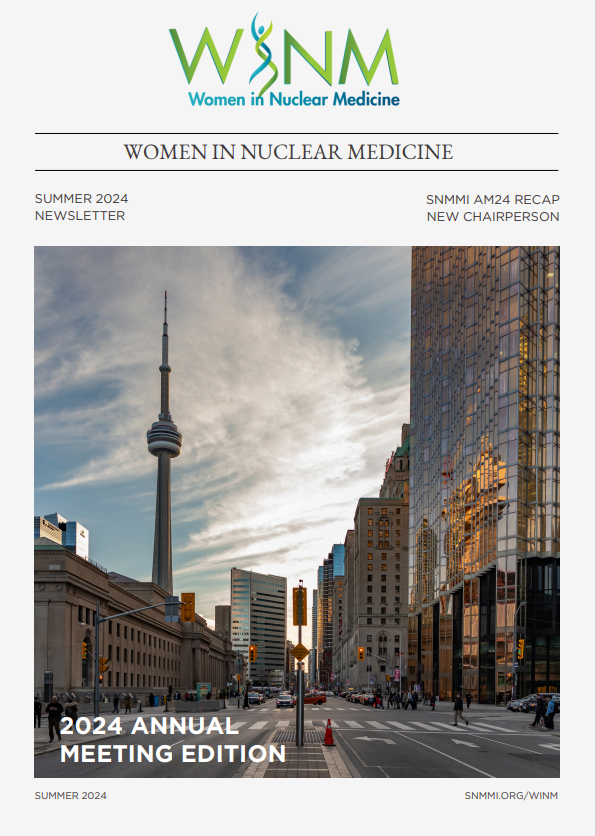 WINM
Women in Nuclear Medicine
WOMEN IN NUCLEAR MEDICINE
SUMMER 2024
NEWSLETTER
SNMMI AM24 RECAP
NEW CHAIRPERSON
2024 ANNUAL
MEETING EDITION
SUMMER 2024
SNMMI.ORG/WINM